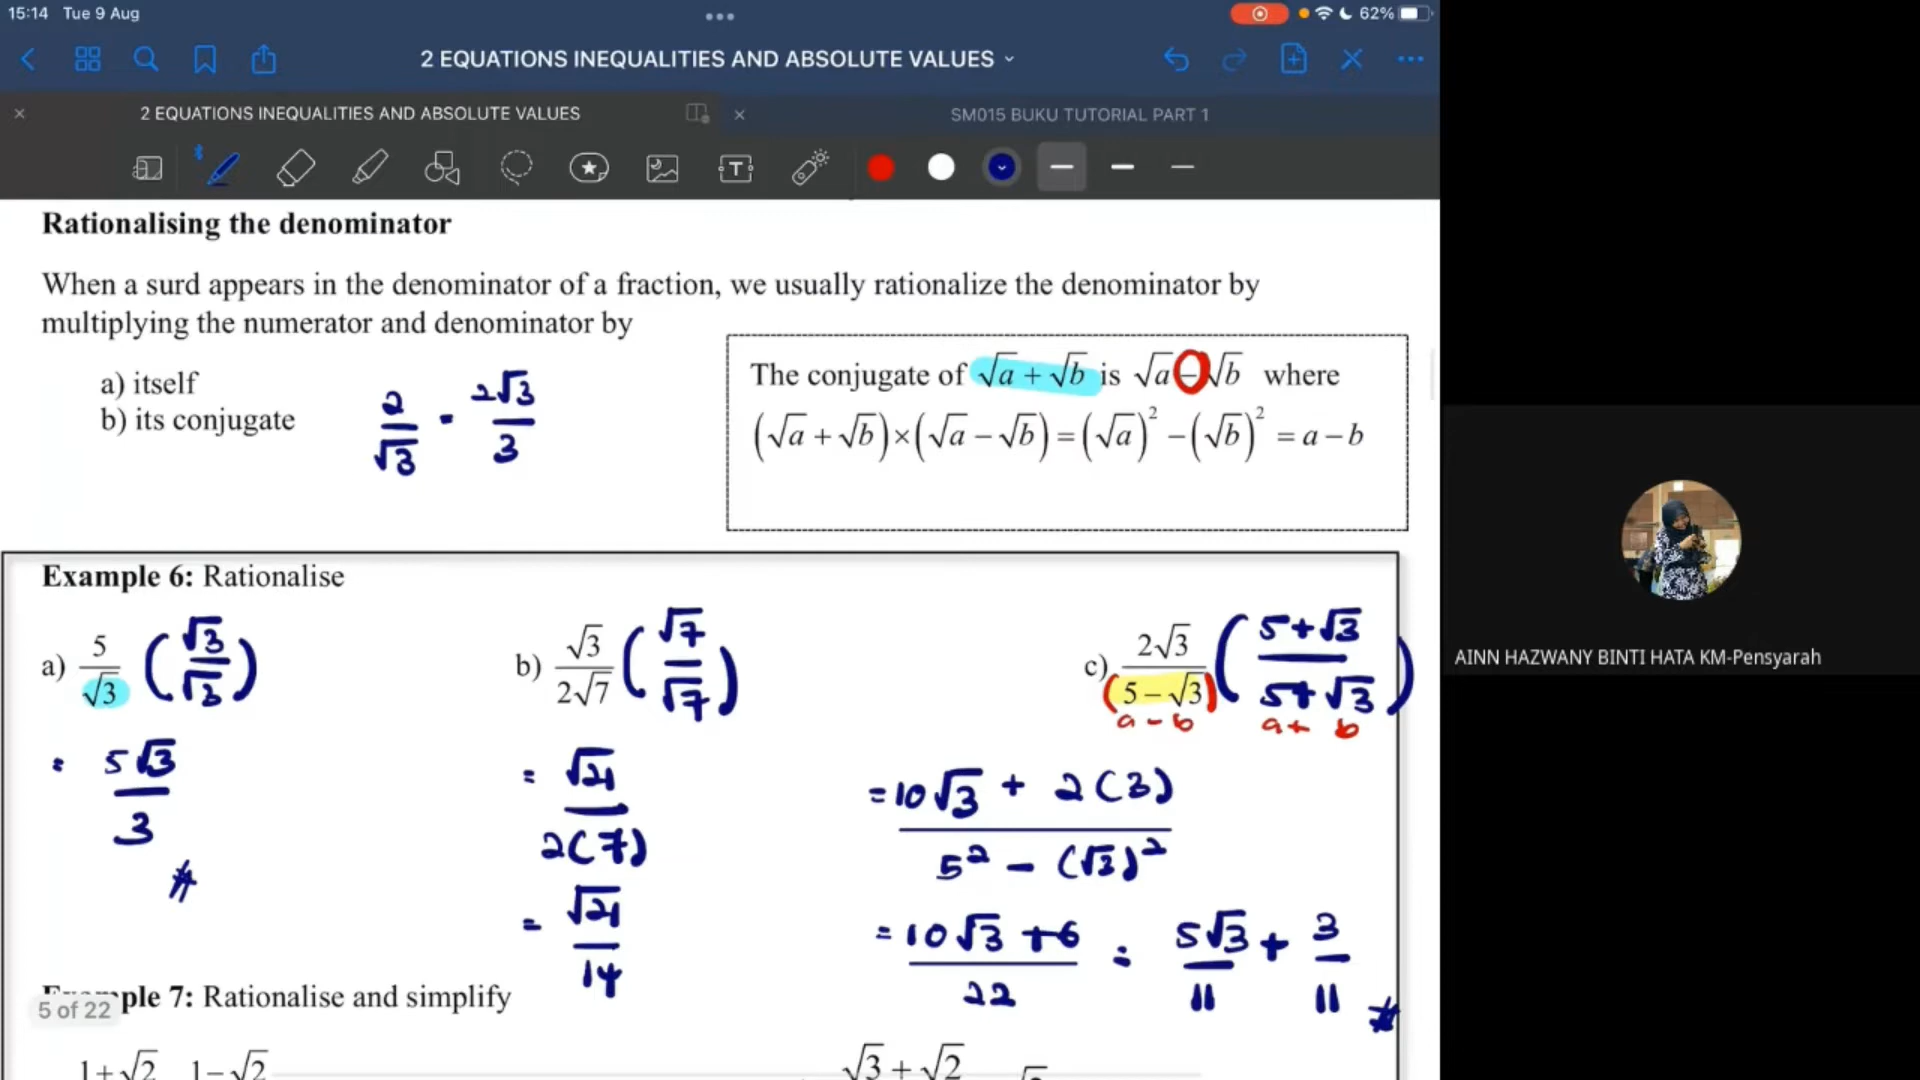 15:14 Tue 9 Aug
62%
2 EQUATIONS INEQUALITIES AND ABSOLUTE VALUES
2 EQUATIONS INEQUALITIES AND ABSOLUTE VALUES
SM015 BUKU TUTORIAL PART 1
T
Rationalising the denominator
When a surd appears in the denominator of a fraction, we usually rationalize the denominator by
multiplying the numerator and denominator by
a) itself
b) its conjugate
2/√3 = 2√3/3
The conjugate of √a + √b is √a − √b where
(√a + √b) × (√a − √b) = (√a)² − (√b)² = a − b
AINN HAZWANY BINTI HATA KM-Pensyarah
Example 6: Rationalise
a) 5/√3 (√3/√3)
= 5√3/3 #
b) √3/2√7 (√7/√7)
= √21/2(7)
= √21/14
c) 2√3/(5 − √3) (5+√3/5+√3)
a − b a + b
= 10√3 + 2(3)/5² − (√3)²
= 10√3 + 6/22 = 5√3/11 + 3/11 #
ple 7: Rationalise and simplify
5 of 22
1+√2 1−√2
√3 + √2